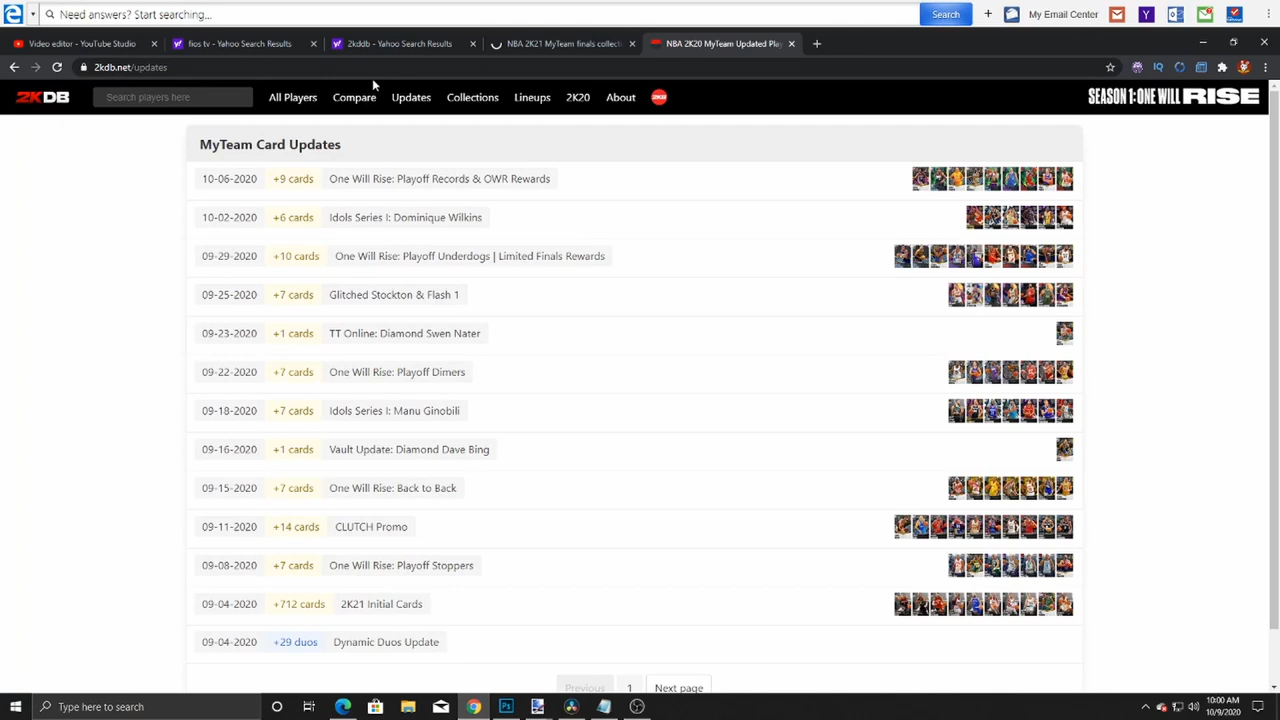 Need answers? Start searching...
Search
My Email Center
Video editor - YouTube Studio
fios tv - Yahoo Search Results
2kddb - Yahoo Search Results
NBA 2K21 MyTeam finals collect
NBA 2K20 MyTeam Updated Play
2kdb.net/updates
2KDB
Search players here
All Players
Compare
Updates
Collections
Lineups
2K20
About
SEASON 1: ONE WILL RISE
MyTeam Card Updates
10-06-2020 cards One Will Rise: Playoff Records & OWR Rewards
10-02-2020 +6 cards Idols Series I: Dominique Wilkins
09-29-2020 cards One Will Rise: Playoff Underdogs | Limited Finals Rewards
09-25-2020 +7 cards Glitched Stockton & Flash 1
09-23-2020 +1 cards TT Online: Diamond Swen Nater
09-22-2020 +7 cards One Will Rise: Playoff Dimers
09-18-2020 +7 cards Idols Series I: Manu Ginobili
09-16-2020 +1 cards Vault Update: Diamond Dave Bing
09-15-2020 +7 cards One Will Rise: Back to Back
09-11-2020 +14 cards CLUTCH Promo
09-08-2020 +7 cards One Will Rise: Playoff Stoppers
09-04-2020 +712 cards 2K21 Initial Cards
09-04-2020 +29 duos Dynamic Duos Update
Previous
1
Next page
Type here to search
10:00 AM
10/9/2020